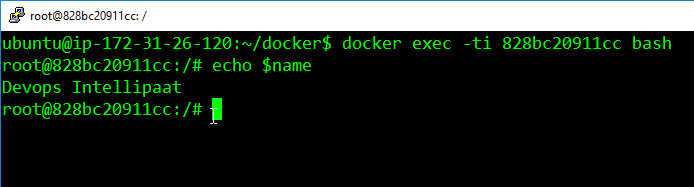 root@828bc20911cc: /
ubuntu@ip-172-31-26-120:~/docker$ docker exec -ti 828bc20911cc bash
root@828bc20911cc:/# echo $name
Devops Intellipaat
root@828bc20911cc:/#